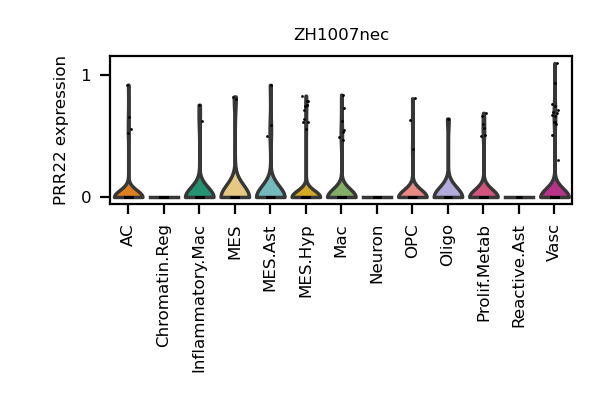 ZH1007nec
PRR22 expression
1
0
AC
Chromatin.Reg
Inflammatory.Mac
MES
MES.Ast
MES.Hyp
Mac
Neuron
OPC
Oligo
Prolif.Metab
Reactive.Ast
Vasc